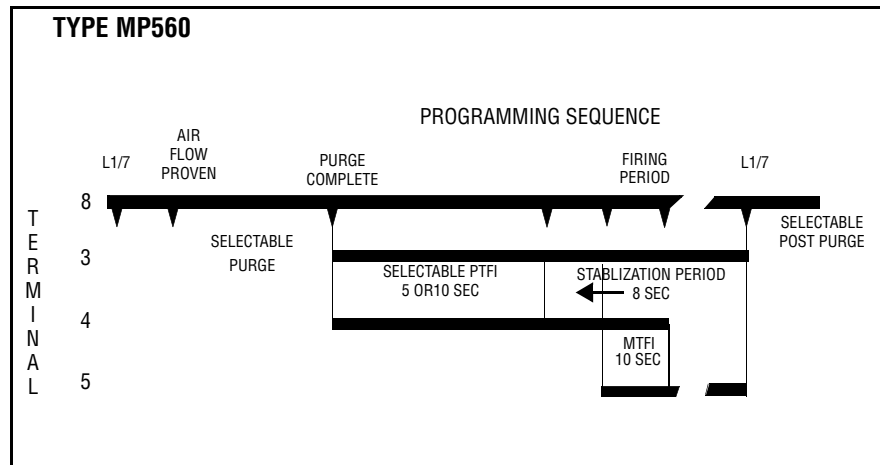 TYPE MP560
PROGRAMMING SEQUENCE
L1/7
AIR
FLOW
PROVEN
PURGE
COMPLETE
FIRING
PERIOD
L1/7
TERMINAL
8
SELECTABLE
POST PURGE
SELECTABLE
PURGE
3
SELECTABLE PTFI
5 OR10 SEC
STABLIZATION PERIOD
8 SEC
4
MTFI
10 SEC
5